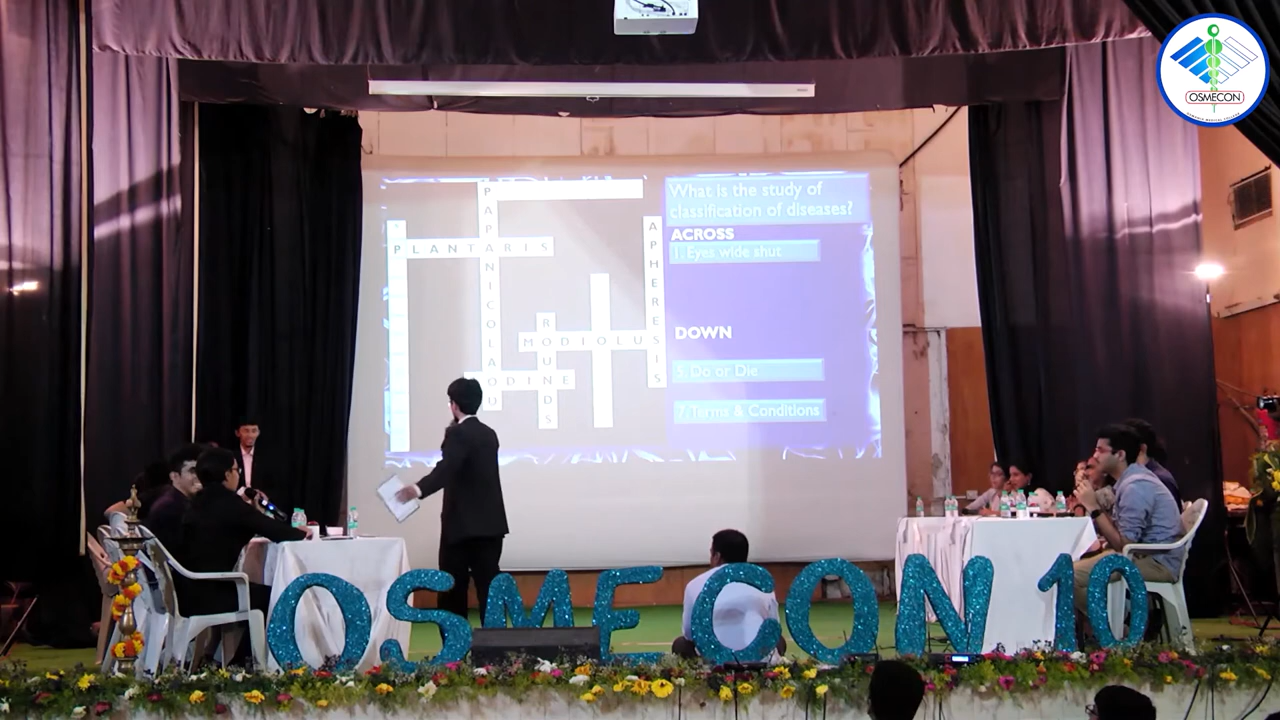 OSMECON
What is the study of
classification of diseases?
ACROSS
1. Eyes wide shut
DOWN
5. Do or Die
7. Terms & Conditions
PAPANICOLAOU
PLANTARIS
APHERESIS
ROUNDS
MODIOLUS
IODINE
OSMECON 10